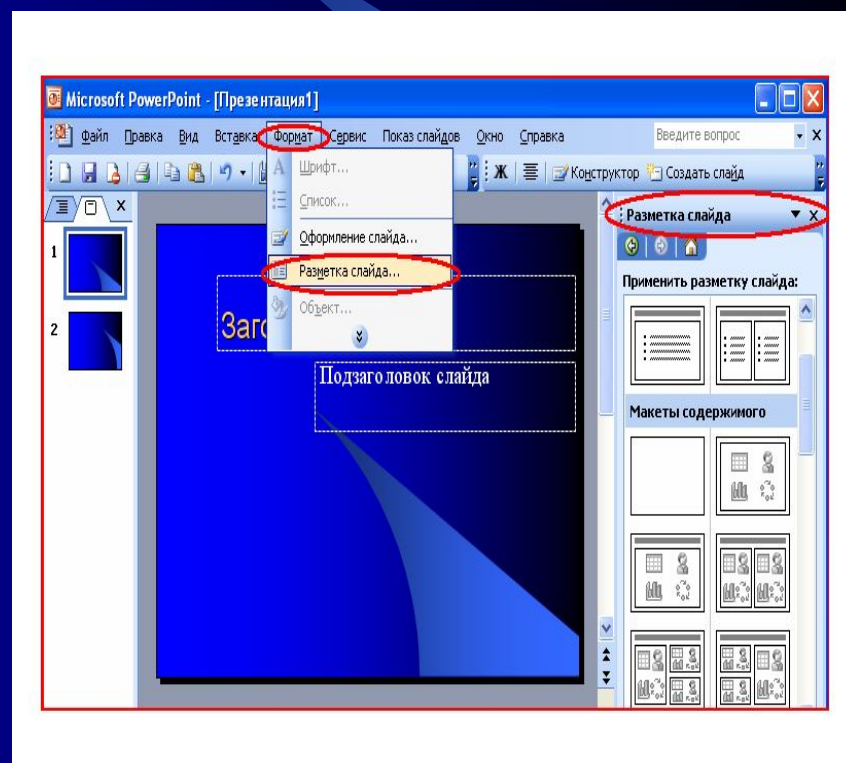 Microsoft PowerPoint - [Презентация1]
Файл Правка Вид Вставка Формат Сервис Показ слайдов Окно Справка Введите вопрос
Ж Конструктор Создать слайд
Шрифт...
Список...
Оформление слайда...
Разметка слайда...
Объект...
1
2
Заго
Подзаголовок слайда
Разметка слайда
Применить разметку слайда:
Макеты содержимого